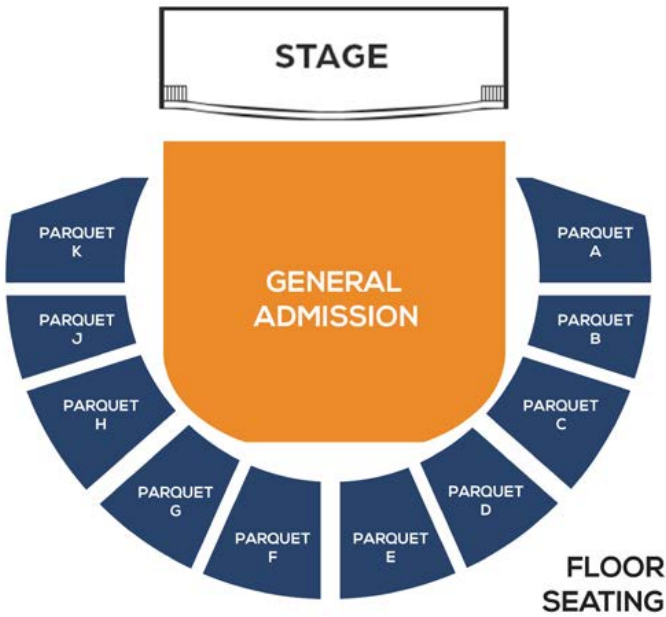 STAGE
PARQUET
K
PARQUET
A
GENERAL
ADMISSION
PARQUET
J
PARQUET
B
PARQUET
H
PARQUET
C
PARQUET
G
PARQUET
D
PARQUET
F
PARQUET
E
FLOOR
SEATING